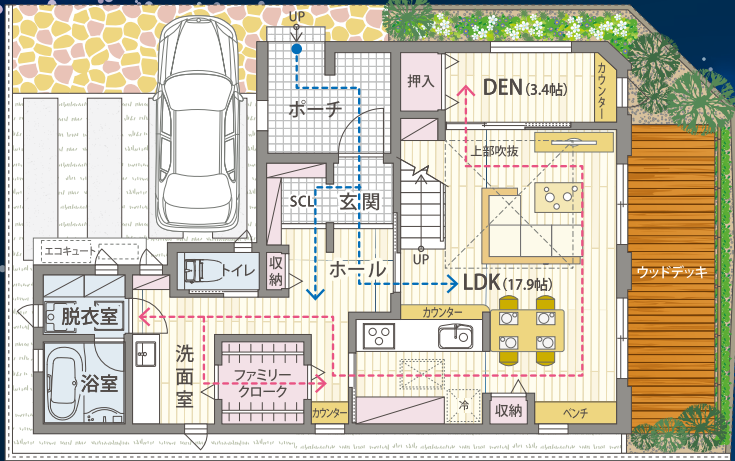 UP
ポーチ
押入
DEN(3.4帖)
カウンター
上部吹抜
SCL
玄関
エコキュート
トイレ
収納
ホール
UP
LDK(17.9帖)
ウッドデッキ
カウンター
脱衣室
洗面室
浴室
ファミリー
クローク
カウンター
冷
収納
ベンチ